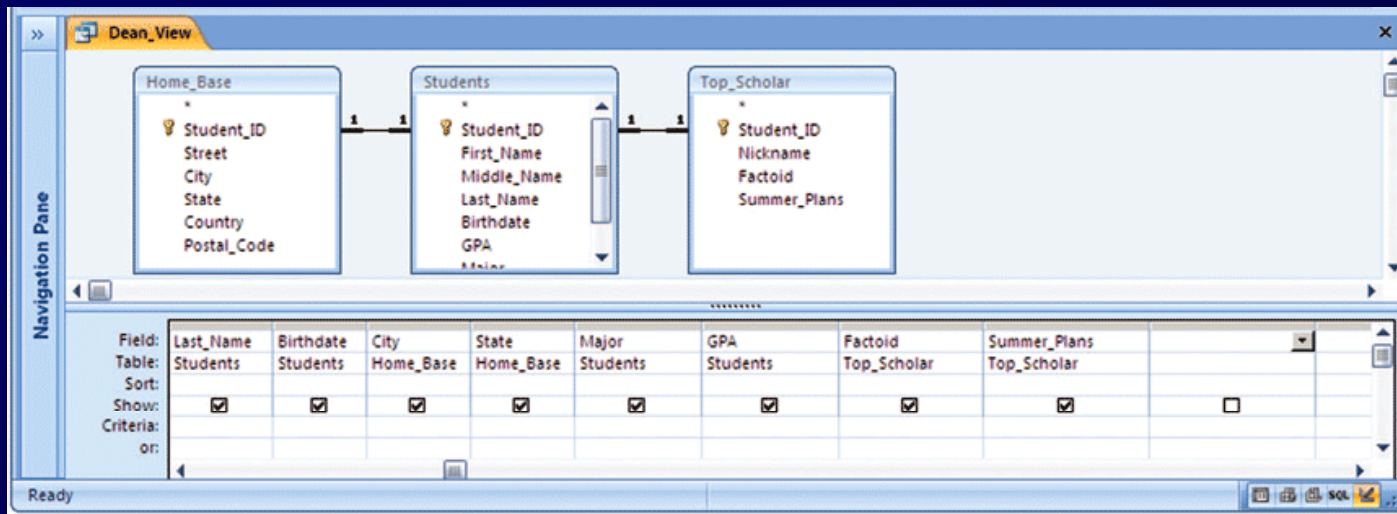 » Dean_View ×
Navigation Pane
Home_Base
*
Student_ID
Street
City
State
Country
Postal_Code
1 1
Students
*
Student_ID
First_Name
Middle_Name
Last_Name
Birthdate
GPA
Major
1 1
Top_Scholar
*
Student_ID
Nickname
Factoid
Summer_Plans
Field: Last_Name Birthdate City State Major GPA Factoid Summer_Plans
Table: Students Students Home_Base Home_Base Students Students Top_Scholar Top_Scholar
Sort:
Show:
Criteria:
or:
Ready SQL